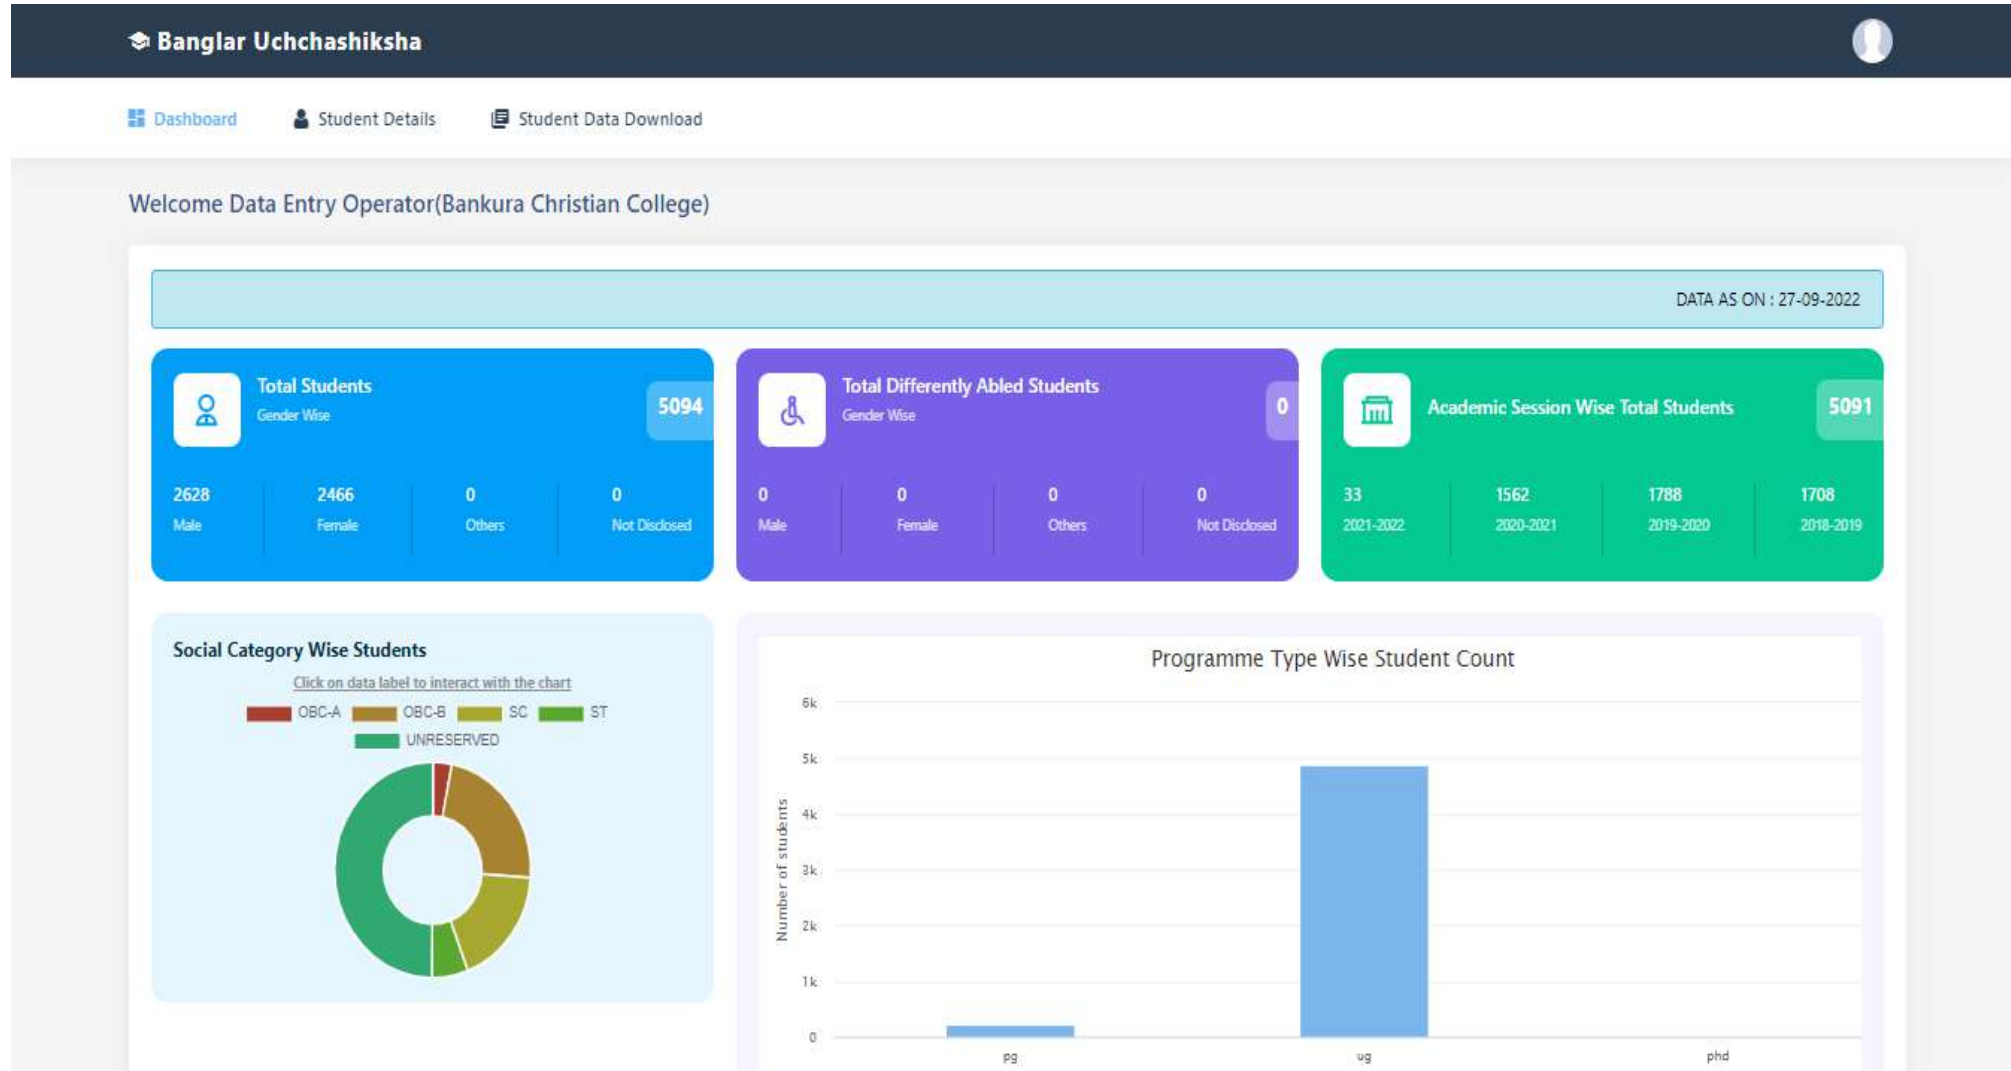 Banglar Uchchashiksha
Dashboard Student Details Student Data Download
Welcome Data Entry Operator(Bankura Christian College)
DATA AS ON : 27-09-2022
Total Students
Gender Wise
5094
2628 2466 0 0
Male Female Others Not Disclosed
Total Differently Abled Students
Gender Wise
0
0 0 0 0
Male Female Others Not Disclosed
Academic Session Wise Total Students 5091
33 1562 1788 1708
2021-2022 2020-2021 2019-2020 2018-2019
Social Category Wise Students
Click on data label to interact with the chart
OBC-A OBC-B SC ST
UNRESERVED
Programme Type Wise Student Count
Number of students
6k
5k
4k
3k
2k
1k
0
pg ug phd